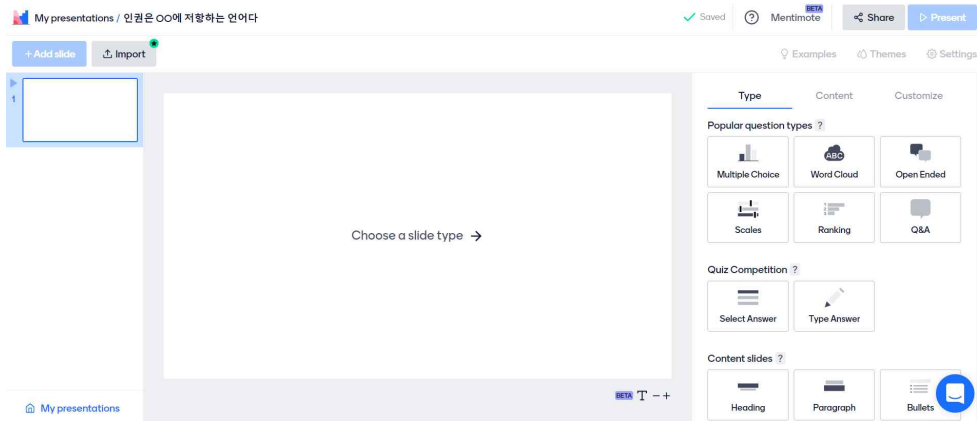 My presentations / 인권은 OO에 저항하는 언어다
Saved
Mentimote
BETA
Share
Present
+ Add slide
Import
Examples
Themes
Settings
1
Choose a slide type →
BETA T − +
My presentations
Type Content Customize
Popular question types ?
Multiple Choice
ABC
Word Cloud
Open Ended
Scales
Ranking
Q&A
Quiz Competition ?
Select Answer
Type Answer
Content slides ?
Heading
Paragraph
Bullets